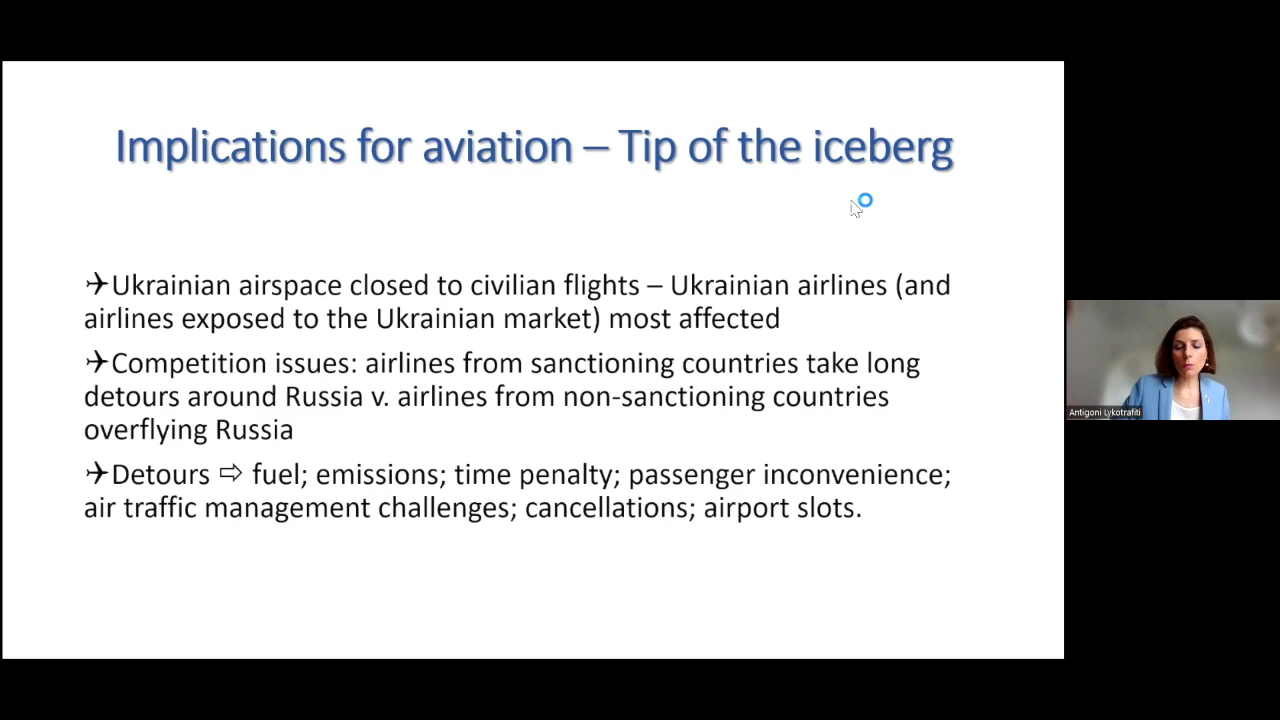 Implications for aviation – Tip of the iceberg
✈Ukrainian airspace closed to civilian flights – Ukrainian airlines (and
airlines exposed to the Ukrainian market) most affected
✈Competition issues: airlines from sanctioning countries take long
detours around Russia v. airlines from non-sanctioning countries
overflying Russia
✈Detours ⇨ fuel; emissions; time penalty; passenger inconvenience;
air traffic management challenges; cancellations; airport slots.
Antigoni Lykotrafiti